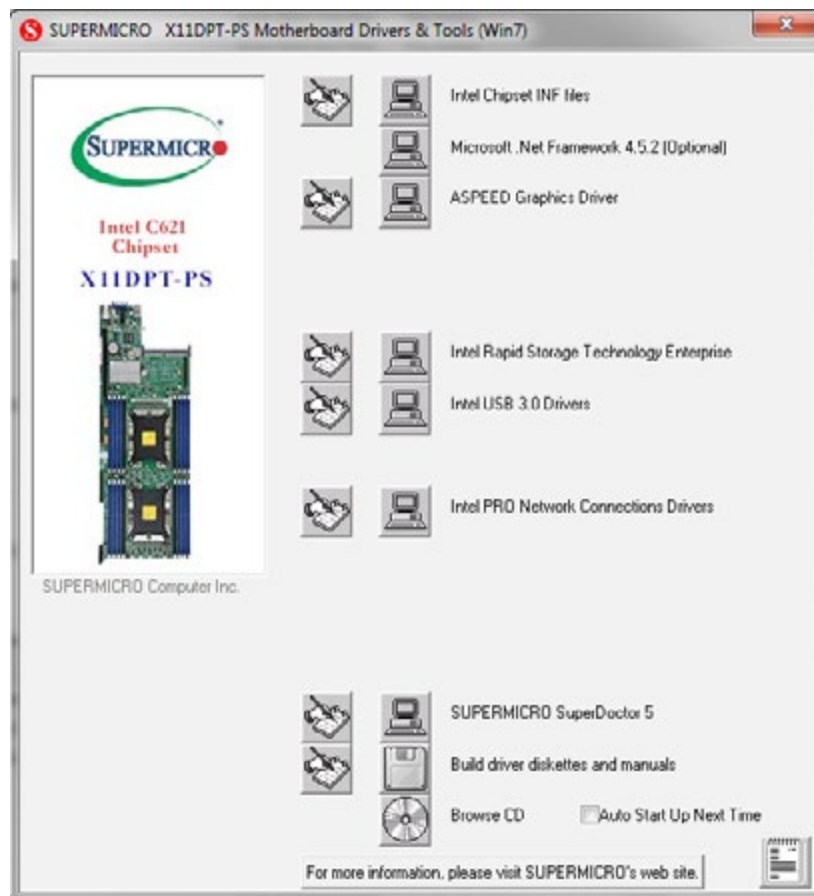 SUPERMICRO X11DPT-PS Motherboard Drivers & Tools (Win7)
SUPERMICRO
Intel C621
Chipset
X11DPT-PS
SUPERMICRO Computer Inc.
Intel Chipset INF files
Microsoft .Net Framework 4.5.2 (Optional)
ASPEED Graphics Driver
Intel Rapid Storage Technology Enterprise
Intel USB 3.0 Drivers
Intel PRO Network Connections Drivers
SUPERMICRO SuperDoctor 5
Build driver diskettes and manuals
Browse CD Auto Start Up Next Time
For more information, please visit SUPERMICRO's web site.